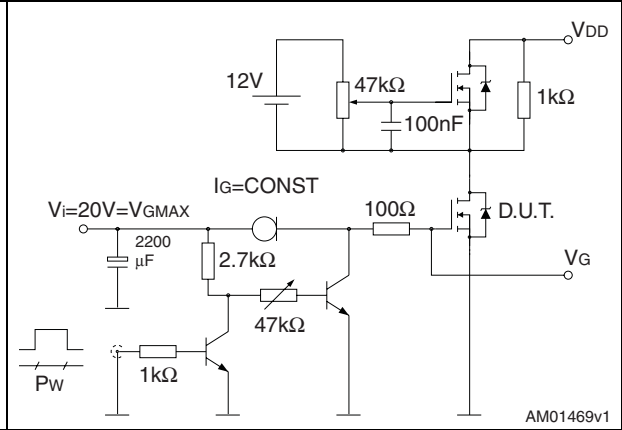 VDD
12V
47kΩ
1kΩ
100nF
IG=CONST
Vi=20V=VGMAX
100Ω
D.U.T.
2200
μF
2.7kΩ
VG
47kΩ
1kΩ
PW
AM01469v1